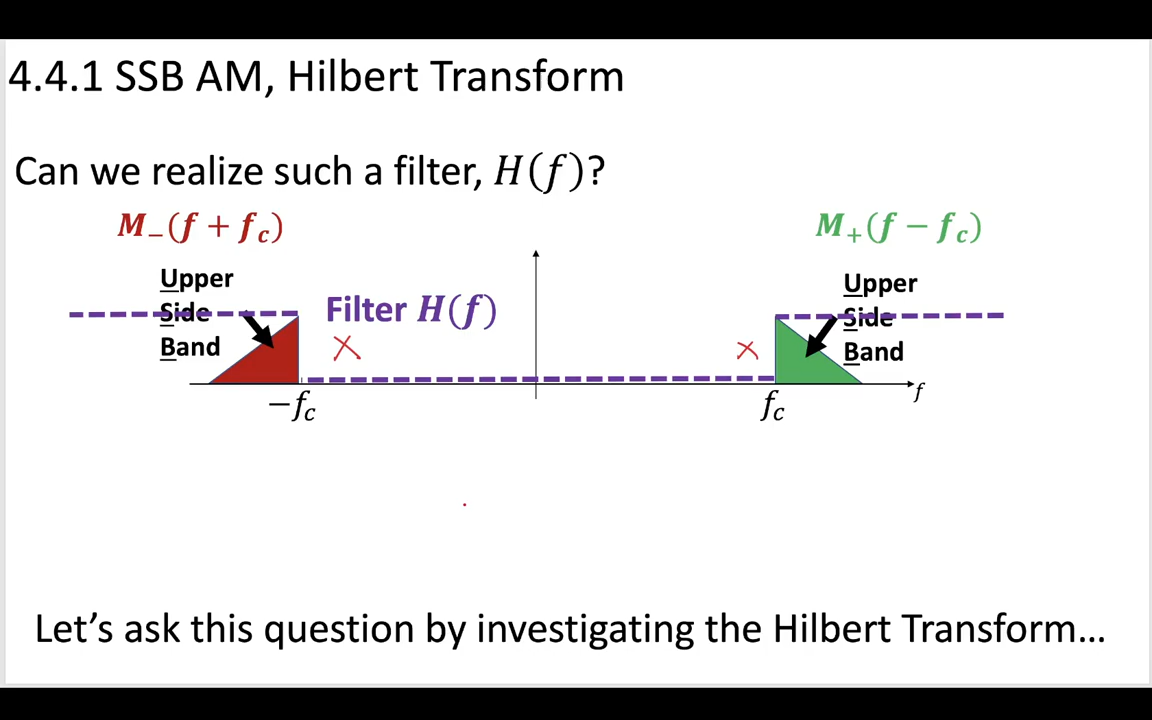 4.4.1 SSB AM, Hilbert Transform
Can we realize such a filter, H(f)?
M₋(f + f_c)
M₊(f − f_c)
Upper
Side
Band
Filter H(f)
Upper
Side
Band
−f_c
f_c
f
Let's ask this question by investigating the Hilbert Transform...